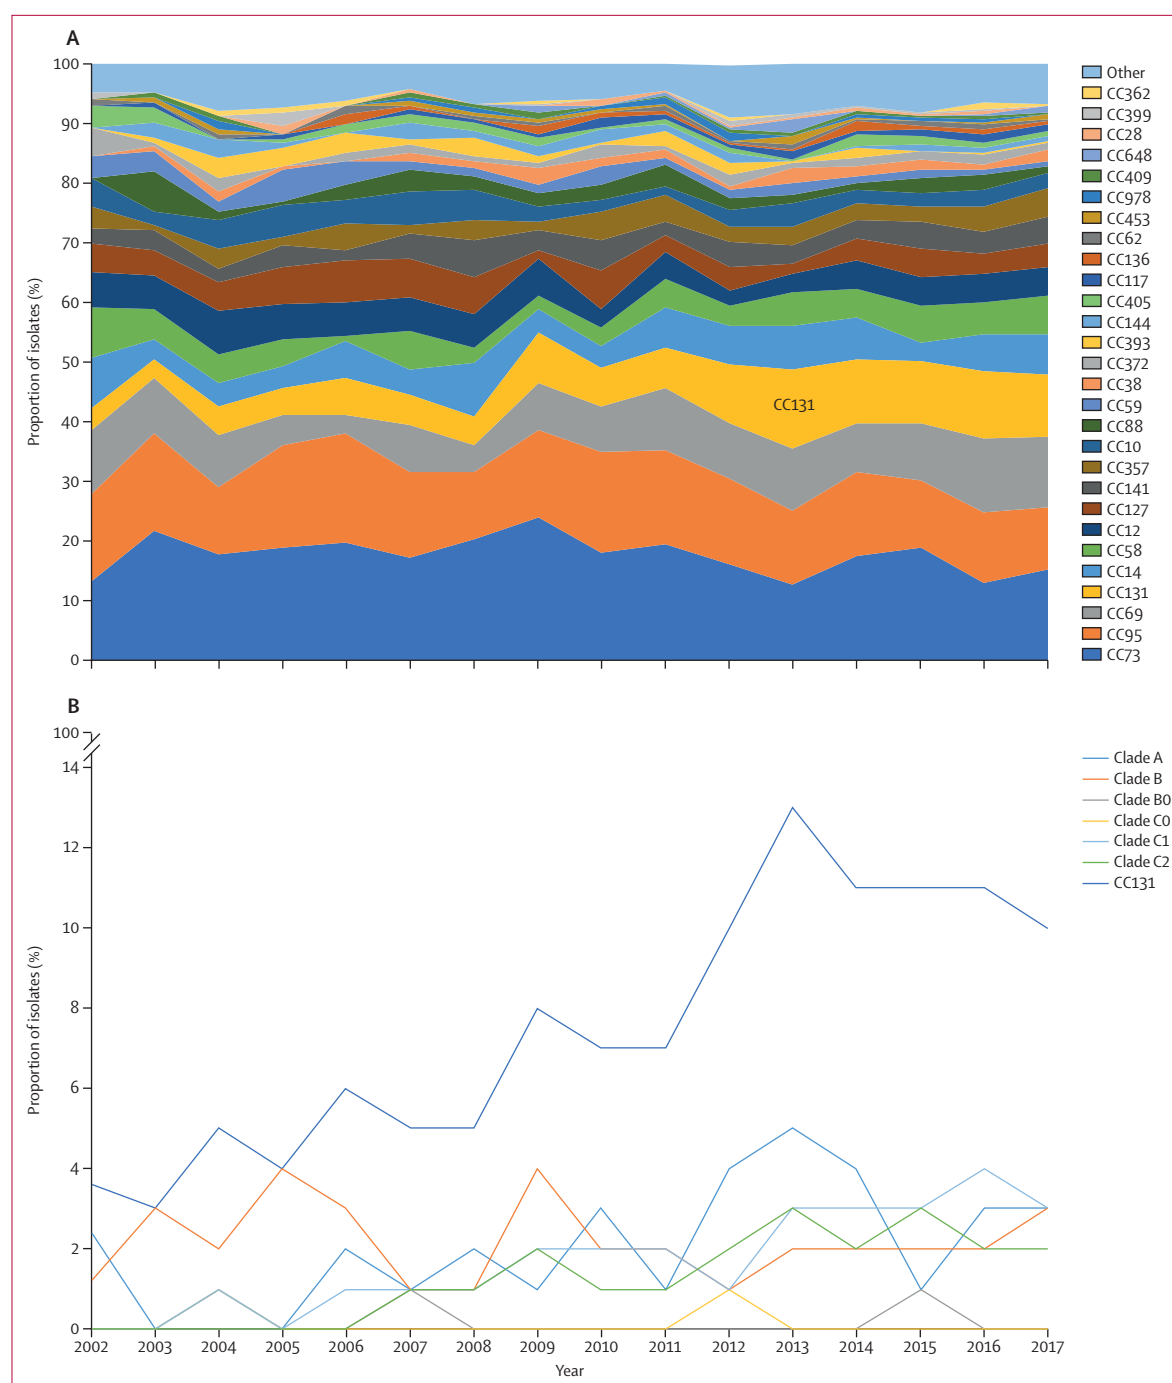 A
100
90
80
70
60
50
40
30
20
10
0
Proportion of isolates (%)
CC131
Other
CC362
CC399
CC28
CC648
CC409
CC978
CC453
CC62
CC136
CC117
CC405
CC144
CC393
CC372
CC38
CC59
CC88
CC10
CC357
CC141
CC127
CC12
CC58
CC14
CC131
CC69
CC95
CC73
B
100
14
12
10
8
6
4
2
0
Proportion of isolates (%)
2002 2003 2004 2005 2006 2007 2008 2009 2010 2011 2012 2013 2014 2015 2016 2017
Year
Clade A
Clade B
Clade B0
Clade C0
Clade C1
Clade C2
CC131